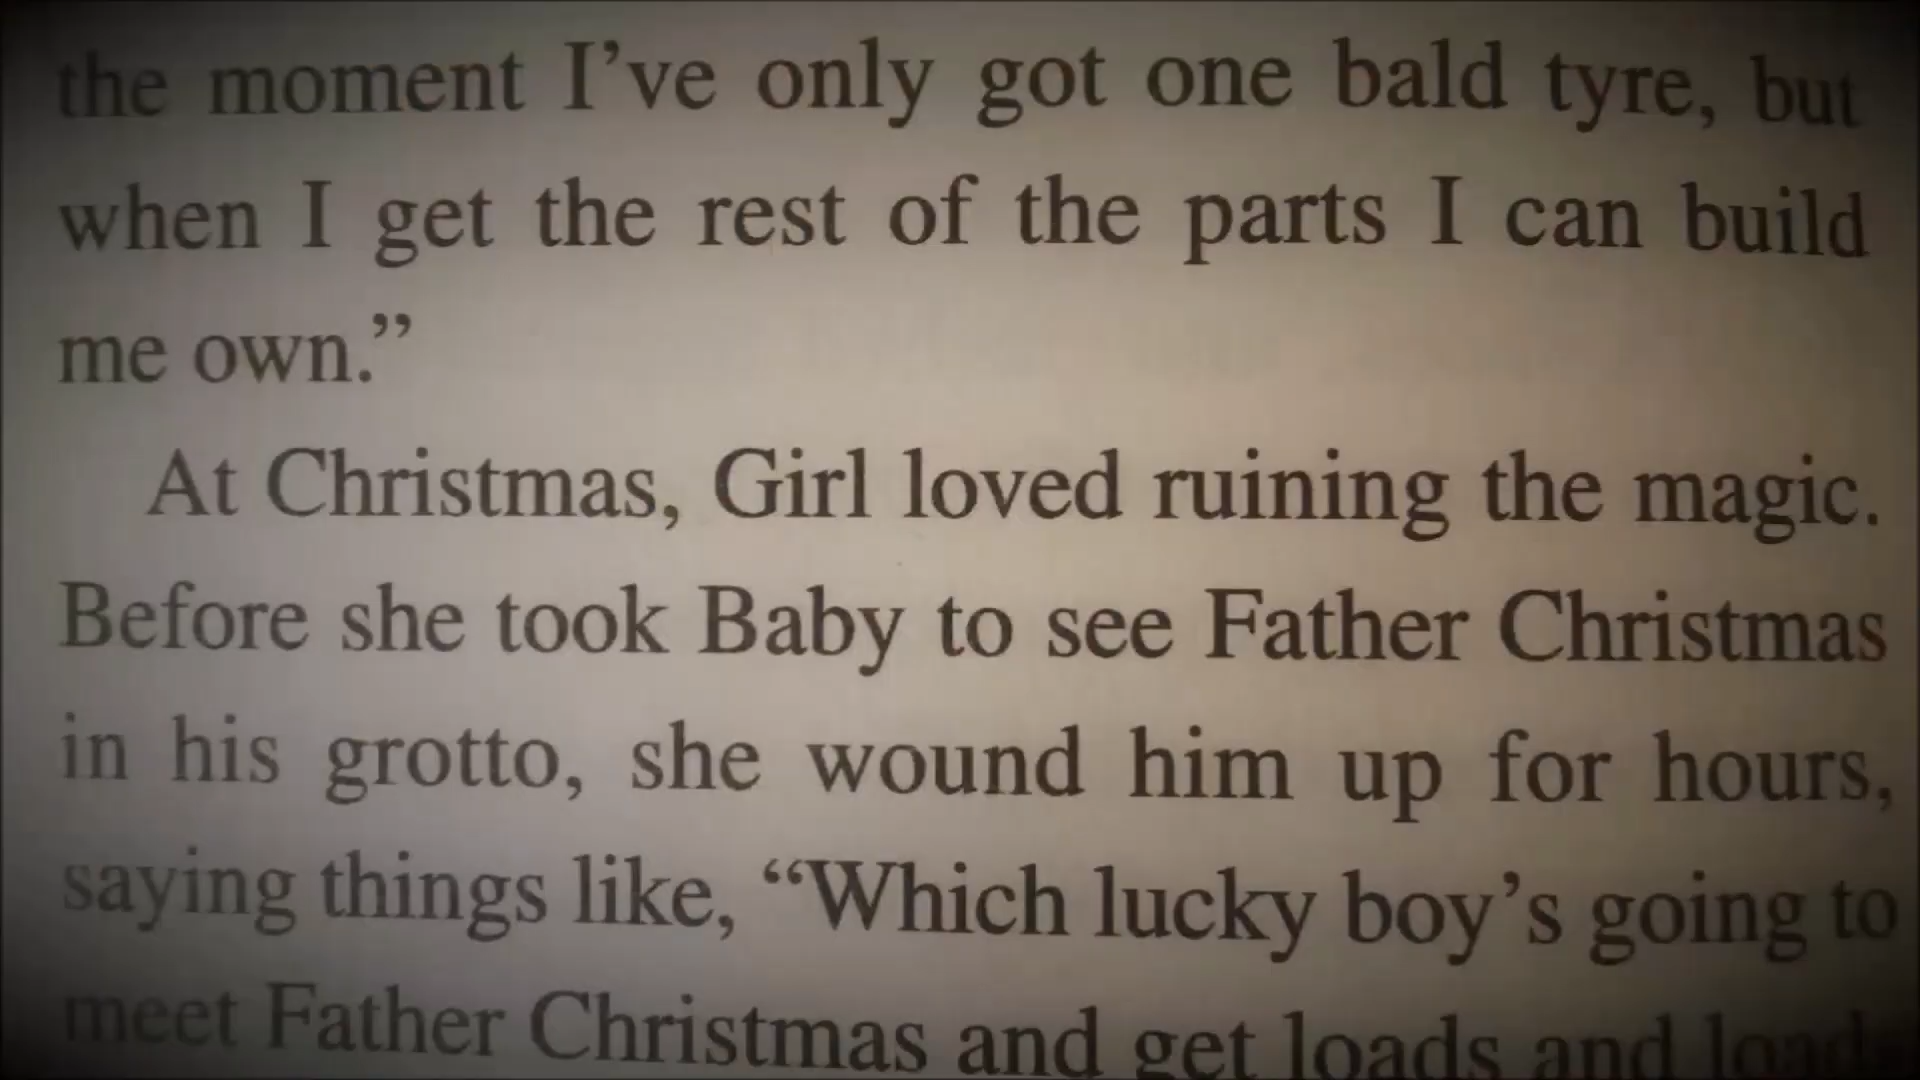 the moment I’ve only got one bald tyre, but
when I get the rest of the parts I can build
me own.”
At Christmas, Girl loved ruining the magic.
Before she took Baby to see Father Christmas
in his grotto, she wound him up for hours,
saying things like, “Which lucky boy’s going to
meet Father Christmas and get loads and